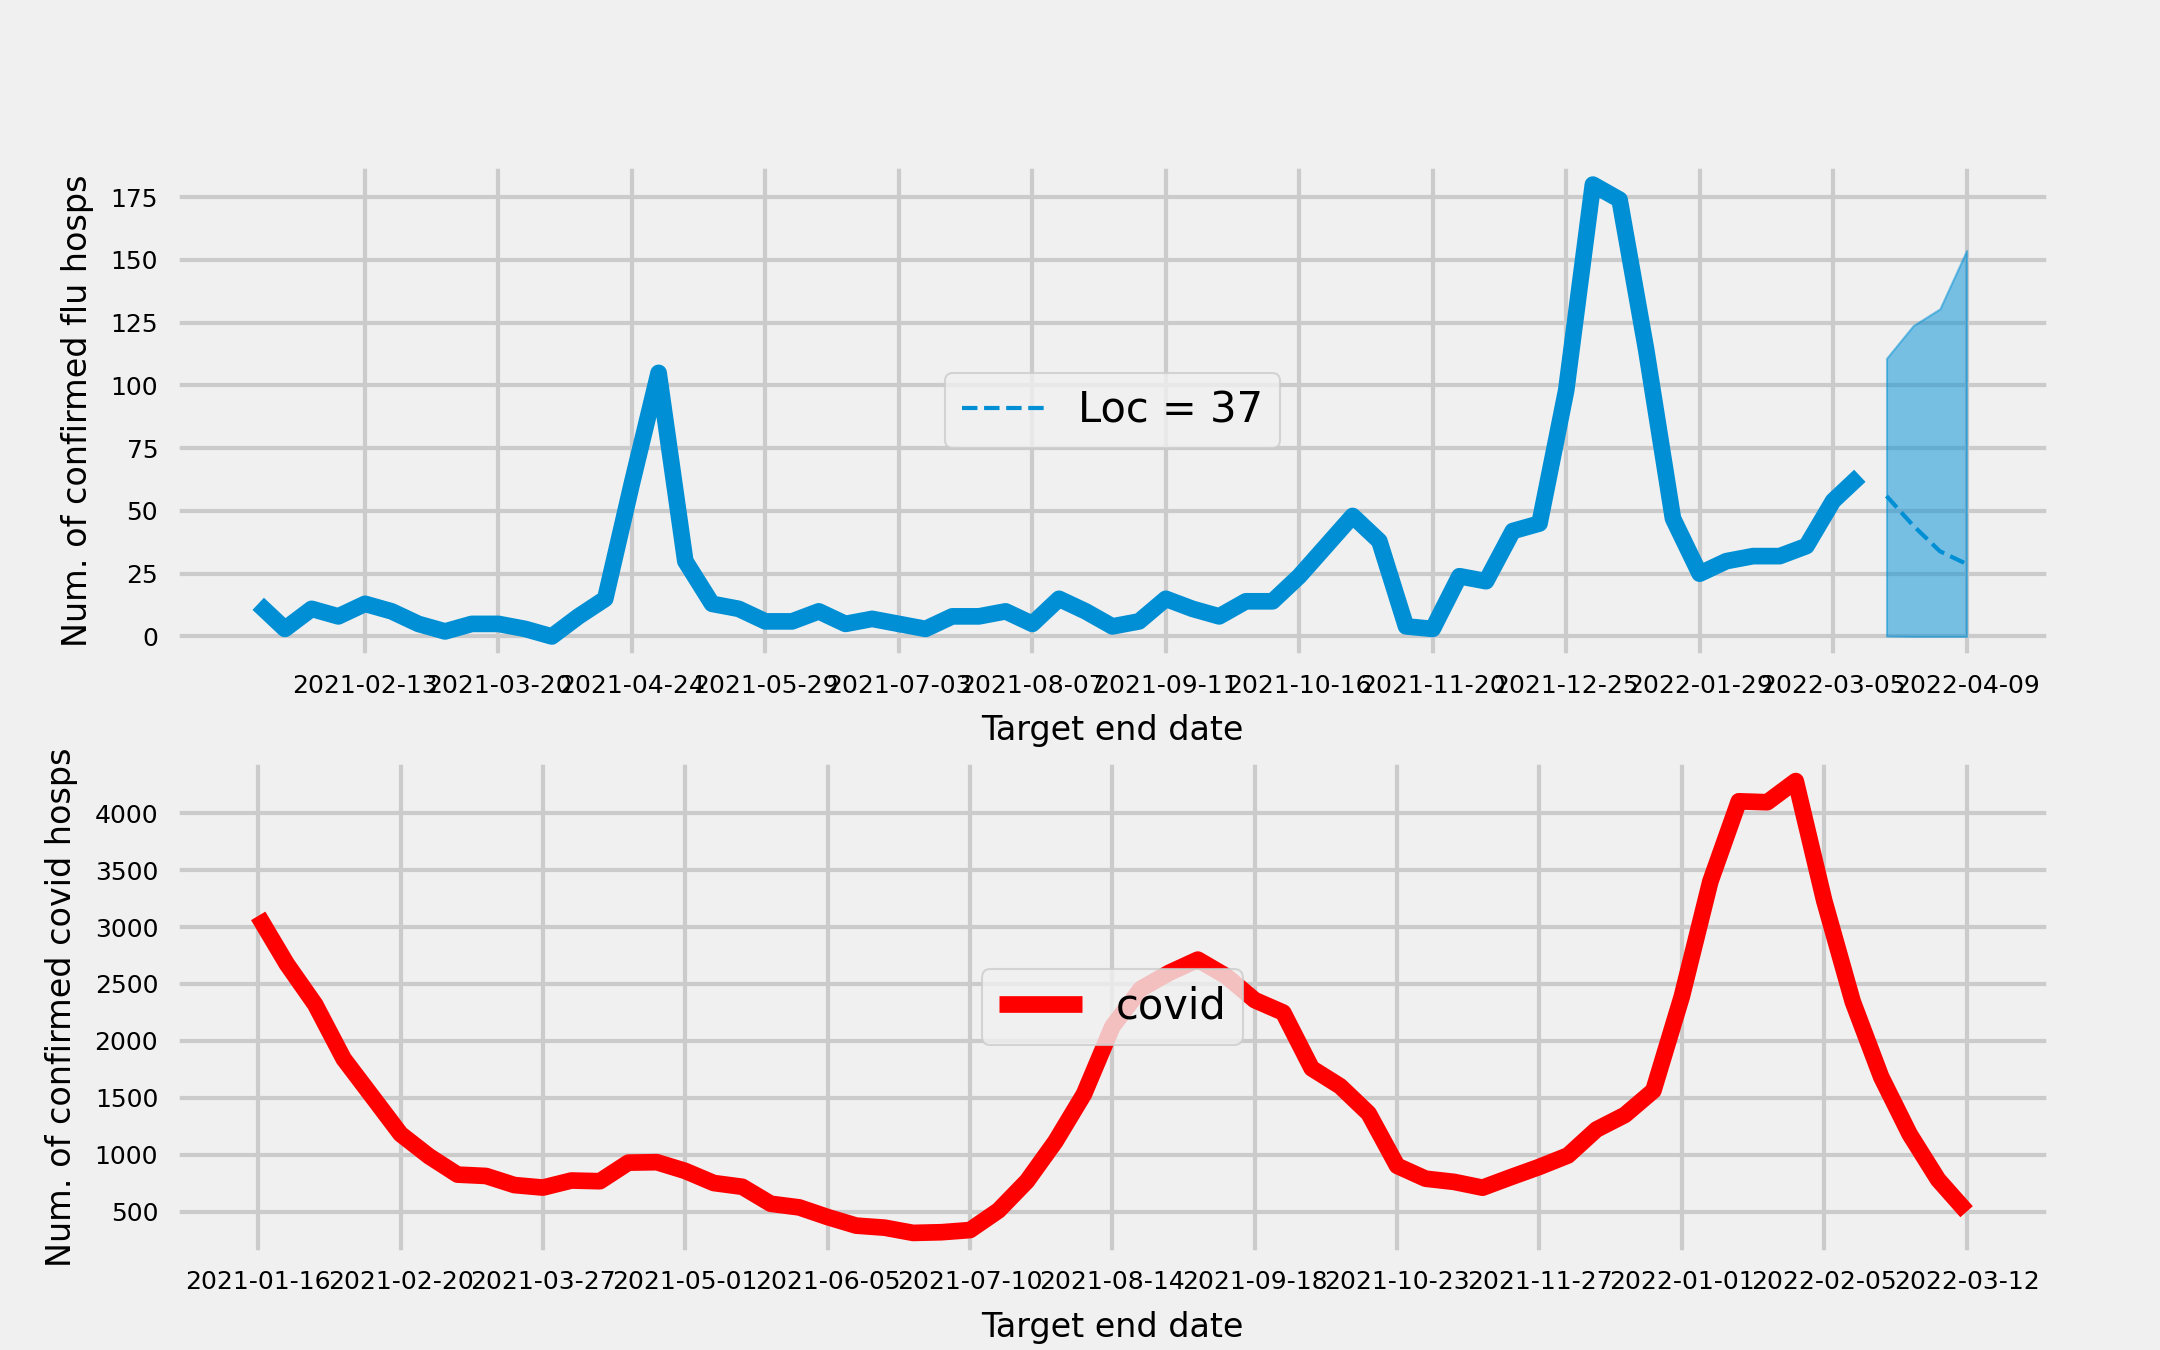 Num. of confirmed flu hosps
175
150
125
100
75
50
25
0
Loc = 37
2021-02-13 2021-03-20 2021-04-24 2021-05-29 2021-07-03 2021-08-07 2021-09-11 2021-10-16 2021-11-20 2021-12-25 2022-01-29 2022-03-05 2022-04-09
Target end date
Num. of confirmed covid hosps
4000
3500
3000
2500
2000
1500
1000
500
covid
2021-01-16 2021-02-20 2021-03-27 2021-05-01 2021-06-05 2021-07-10 2021-08-14 2021-09-18 2021-10-23 2021-11-27 2022-01-01 2022-02-05 2022-03-12
Target end date